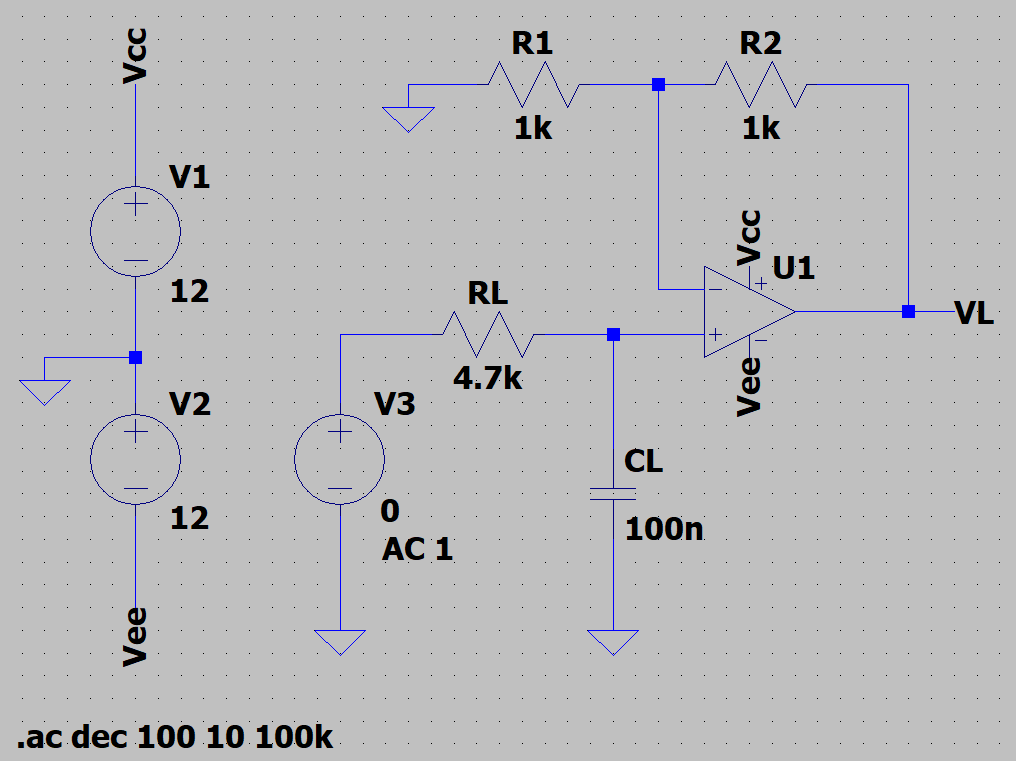 Vcc
R1
R2
1k
1k
V1
Vcc
U1
12
RL
VL
4.7k
Vee
V2
V3
CL
0
12
100n
AC 1
Vee
.ac dec 100 10 100k